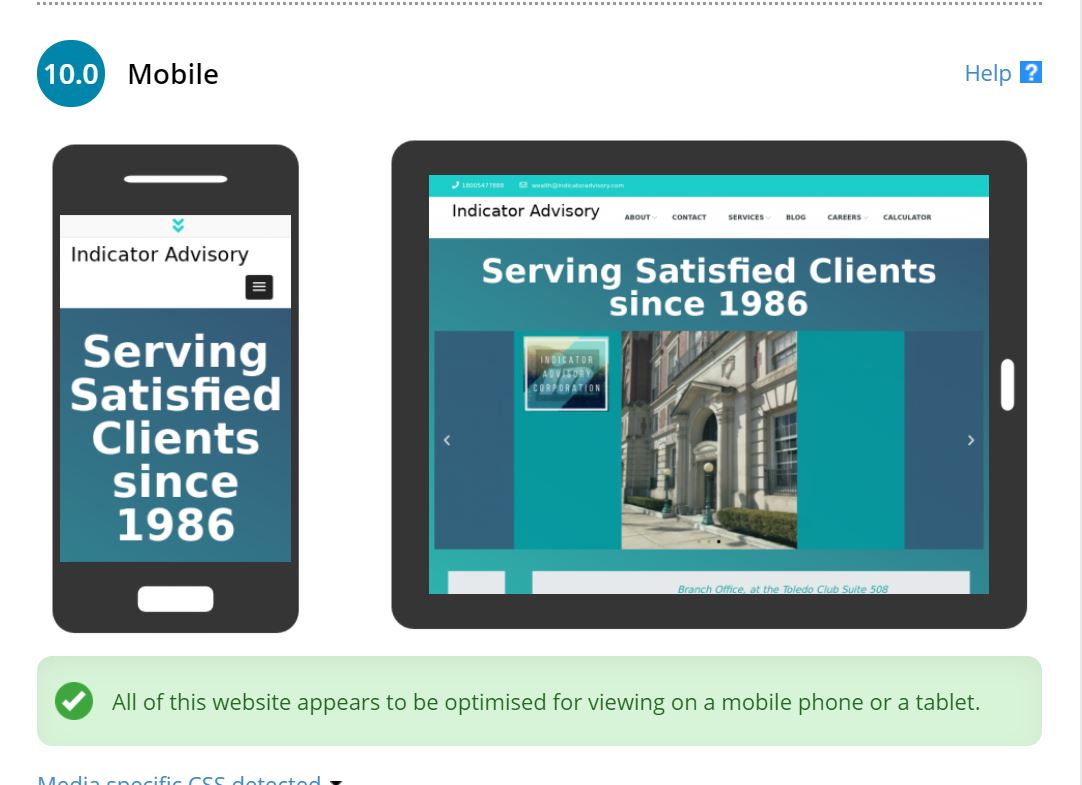 10.0 Mobile
Help ?
Indicator Advisory
Serving
Satisfied
Clients
since
1986
18005477889 wealth@indicatoradvisory.com
Indicator Advisory ABOUT CONTACT SERVICES BLOG CAREERS CALCULATOR
Serving Satisfied Clients
since 1986
INDICATOR
ADVISORY
CORPORATION
Branch Office, at the Toledo Club Suite 508
All of this website appears to be optimised for viewing on a mobile phone or a tablet.
Media specific CSS detected